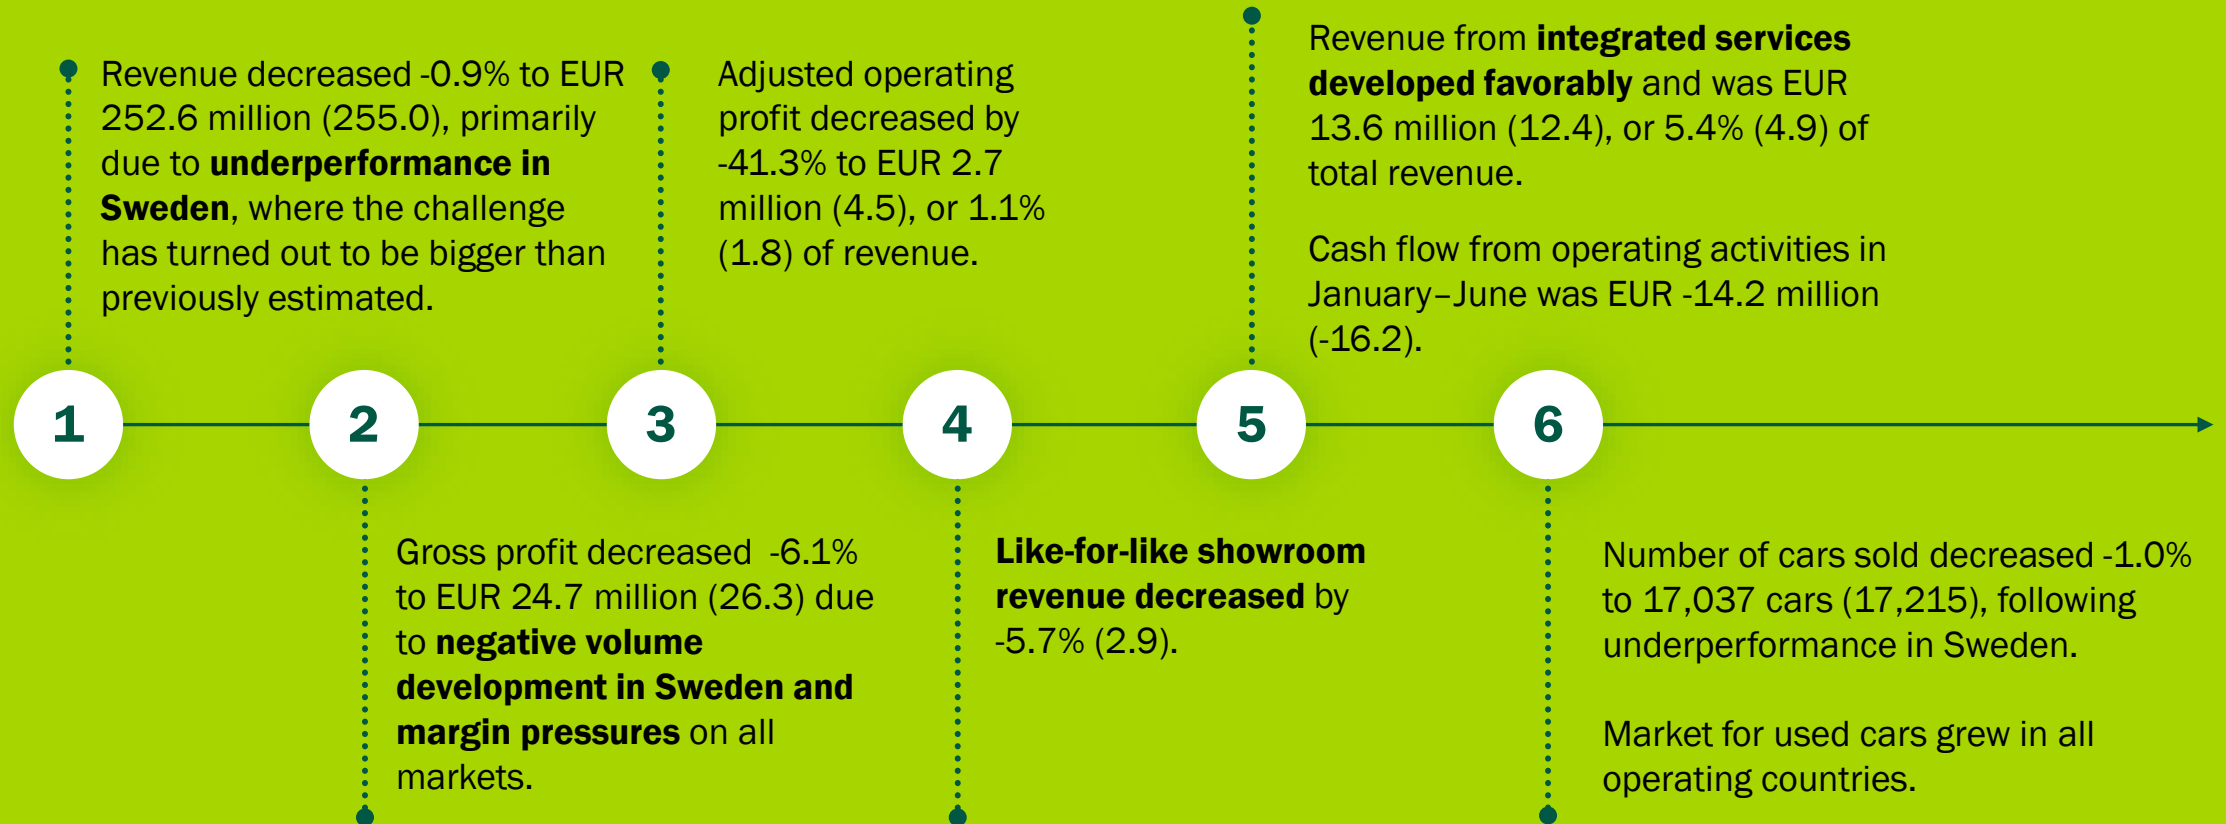 1
Revenue decreased -0.9% to EUR
252.6 million (255.0), primarily
due to underperformance in
Sweden, where the challenge
has turned out to be bigger than
previously estimated.
2
Gross profit decreased -6.1%
to EUR 24.7 million (26.3) due
to negative volume
development in Sweden and
margin pressures on all
markets.
3
Adjusted operating
profit decreased by
-41.3% to EUR 2.7
million (4.5), or 1.1%
(1.8) of revenue.
4
Like-for-like showroom
revenue decreased by
-5.7% (2.9).
5
Revenue from integrated services
developed favorably and was EUR
13.6 million (12.4), or 5.4% (4.9) of
total revenue.
Cash flow from operating activities in
January–June was EUR -14.2 million
(-16.2).
6
Number of cars sold decreased -1.0%
to 17,037 cars (17,215), following
underperformance in Sweden.
Market for used cars grew in all
operating countries.